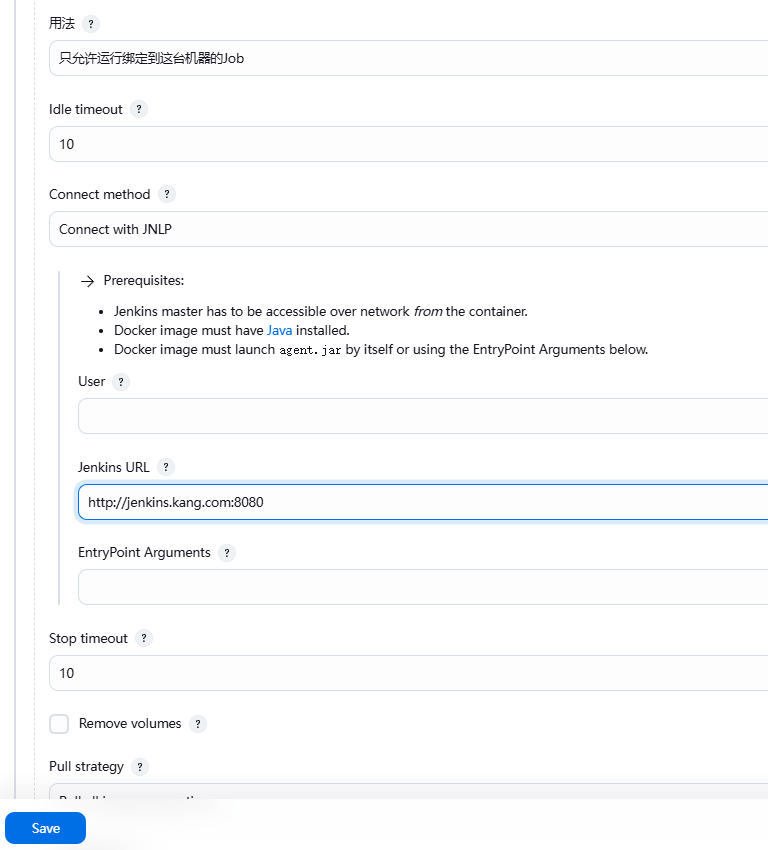 用法 ?
只允许运行绑定到这台机器的Job
Idle timeout ?
10
Connect method ?
Connect with JNLP
Prerequisites:
Jenkins master has to be accessible over network from the container.
Docker image must have Java installed.
Docker image must launch agent.jar by itself or using the EntryPoint Arguments below.
User ?
Jenkins URL ?
http://jenkins.kang.com:8080
EntryPoint Arguments ?
Stop timeout ?
10
Remove volumes ?
Pull strategy ?
Save